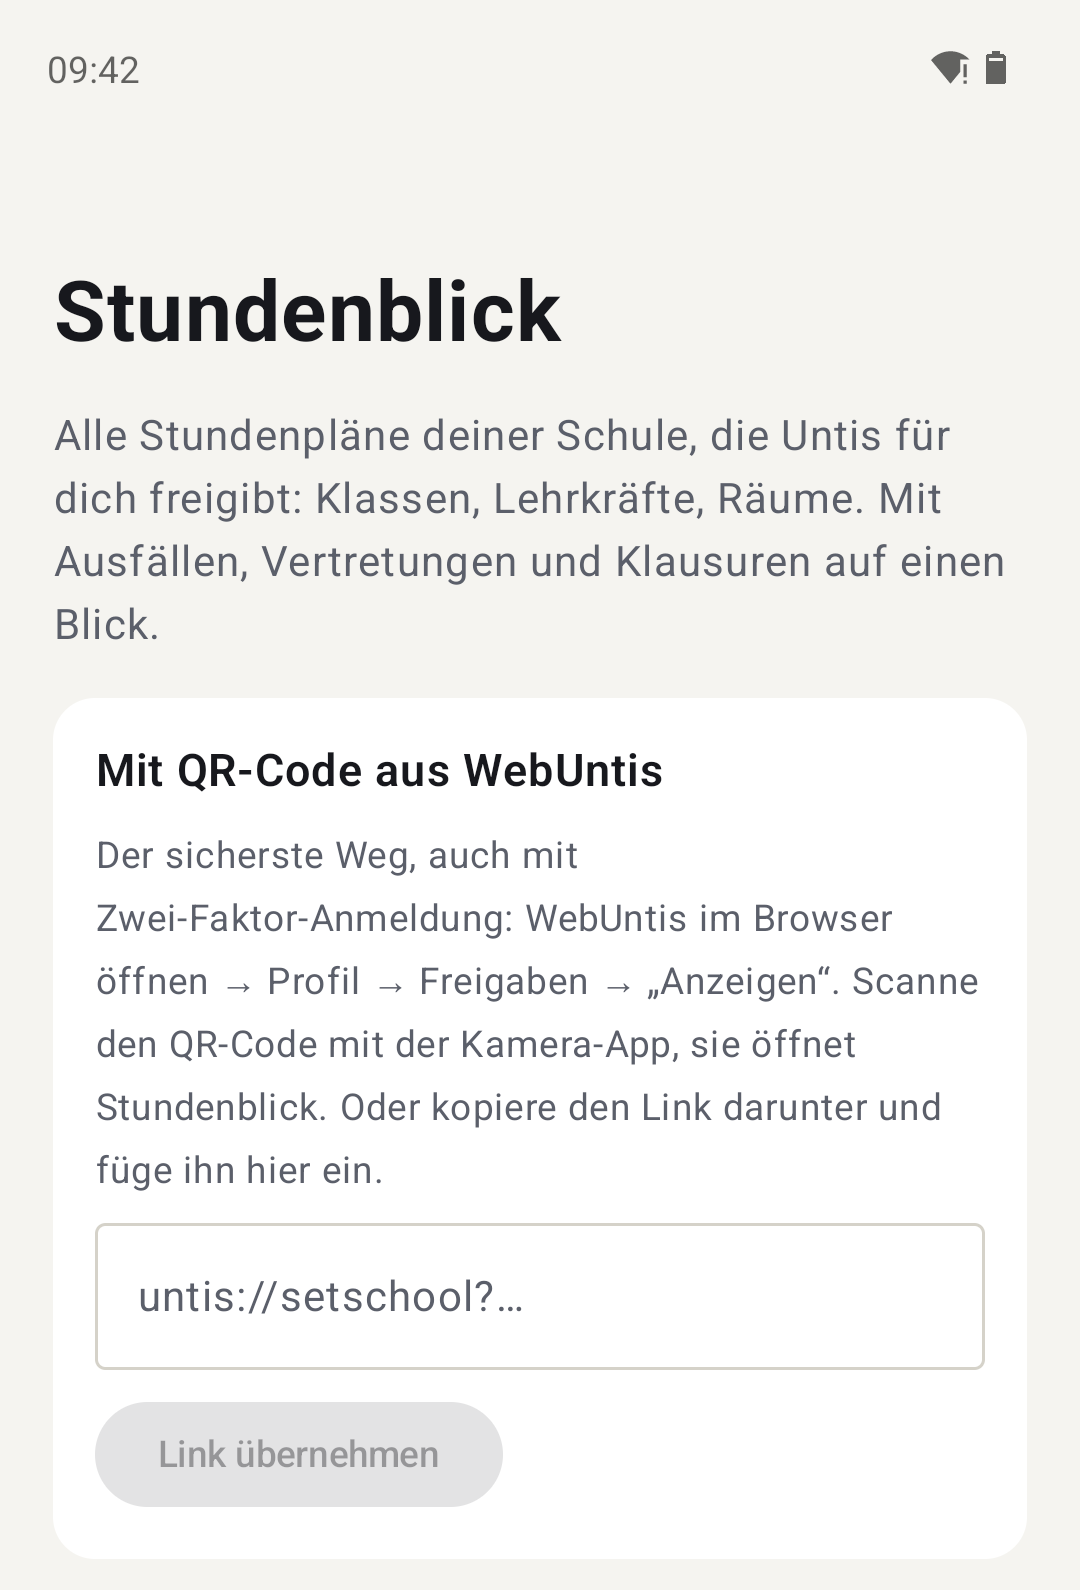 09:42
Stundenblick
Alle Stundenpläne deiner Schule, die Untis für
dich freigibt: Klassen, Lehrkräfte, Räume. Mit
Ausfällen, Vertretungen und Klausuren auf einen
Blick.
Mit QR-Code aus WebUntis
Der sicherste Weg, auch mit
Zwei-Faktor-Anmeldung: WebUntis im Browser
öffnen → Profil → Freigaben → „Anzeigen“. Scanne
den QR-Code mit der Kamera-App, sie öffnet
Stundenblick. Oder kopiere den Link darunter und
füge ihn hier ein.
untis://setschool?…
Link übernehmen